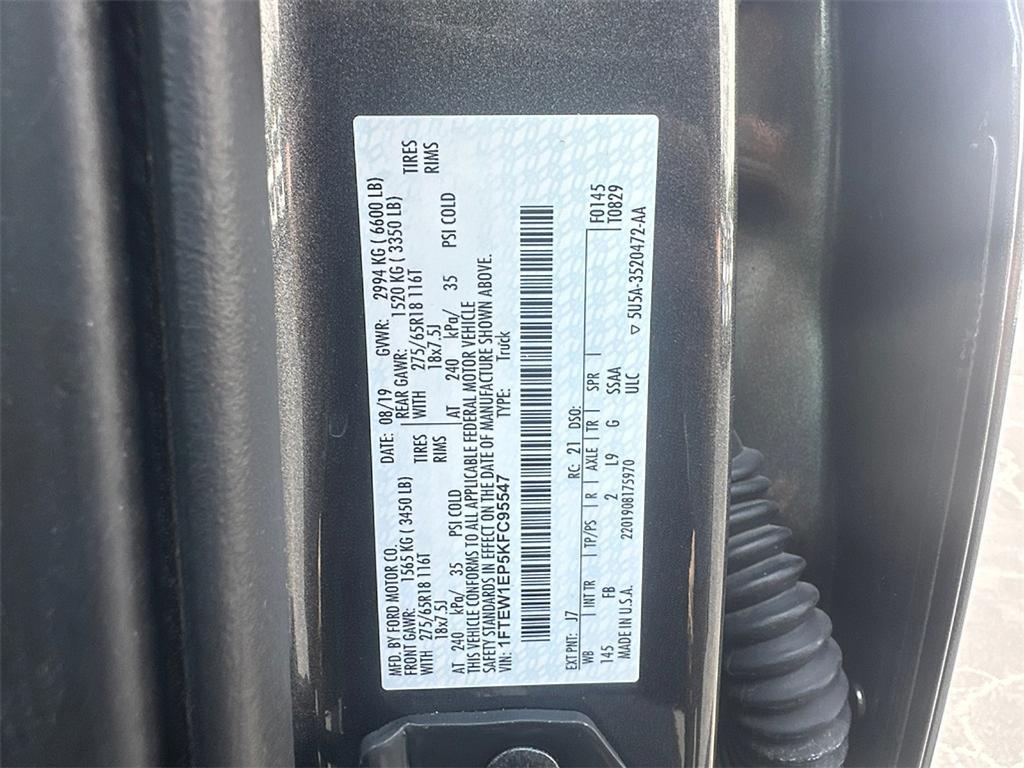 MFD. BY FORD MOTOR CO.
DATE: 08/19 GVWR: 2994 KG ( 6600 LB)
FRONT GAWR: 1565 KG ( 3450 LB) REAR GAWR: 1520 KG ( 3350 LB)
WITH 275/65R18 116T TIRES WITH 275/65R18 116T TIRES
18x7.5J RIMS 18x7.5J RIMS
AT 240 kPa/ 35 PSI COLD AT 240 kPa/ 35 PSI COLD
THIS VEHICLE CONFORMS TO ALL APPLICABLE FEDERAL MOTOR VEHICLE
SAFETY STANDARDS IN EFFECT ON THE DATE OF MANUFACTURE SHOWN ABOVE.
VIN: 1FTEW1EP5KFC95547 TYPE: Truck
EXT PNT: J7 RC: 21 DSO: F0145
WB INT TR TP/PS R AXLE TR SPR T0829
145 FB 2 L9 G SSAA
MADE IN U.S.A. 2201908175970 ULC 5U5A-3520472-AA